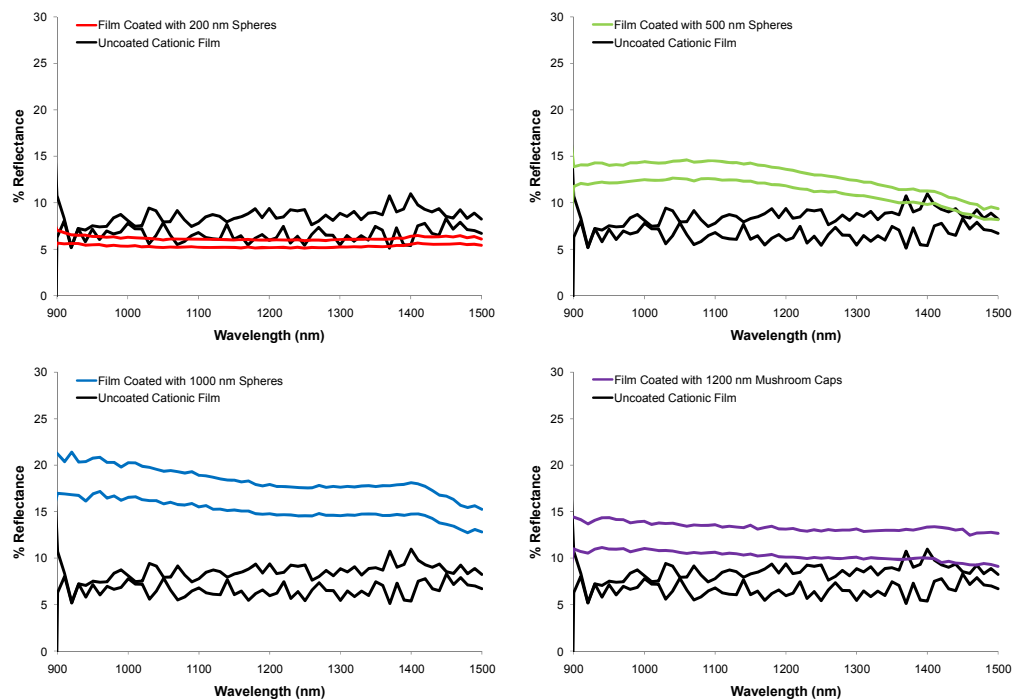 Film Coated with 200 nm Spheres
Uncoated Cationic Film
30
25
20
15
10
5
0
% Reflectance
900 1000 1100 1200 1300 1400 1500
Wavelength (nm)
Film Coated with 500 nm Spheres
Uncoated Cationic Film
30
25
20
15
10
5
0
% Reflectance
900 1000 1100 1200 1300 1400 1500
Wavelength (nm)
Film Coated with 1000 nm Spheres
Uncoated Cationic Film
30
25
20
15
10
5
0
% Reflectance
900 1000 1100 1200 1300 1400 1500
Wavelength (nm)
Film Coated with 1200 nm Mushroom Caps
Uncoated Cationic Film
30
25
20
15
10
5
0
% Reflectance
900 1000 1100 1200 1300 1400 1500
Wavelength (nm)